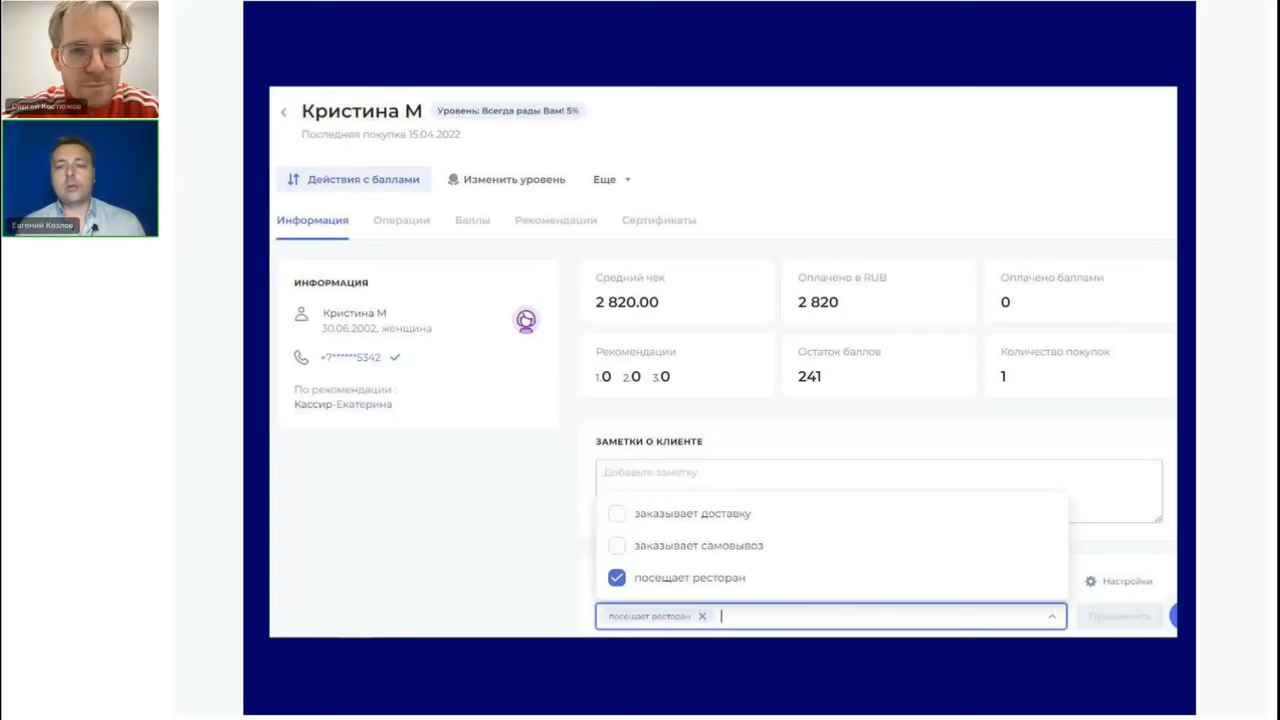 Сергей Костюжов
Евгений Козлов
Кристина М
Уровень: Всегда рады Вам! 5%
Последняя покупка 15.04.2022
Действия с баллами
Изменить уровень
Еще
Информация
Операции
Баллы
Рекомендации
Сертификаты
ИНФОРМАЦИЯ
Кристина М
30.06.2002, женщина
+7******5342
По рекомендации :
Кассир-Екатерина
Средний чек
2 820.00
Оплачено в RUB
2 820
Оплачено баллами
0
Рекомендации
1.0 2.0 3.0
Остаток баллов
241
Количество покупок
1
ЗАМЕТКИ О КЛИЕНТЕ
Добавьте заметку
заказывает доставку
заказывает самовывоз
посещает ресторан
Настройки
посещает ресторан
Применить